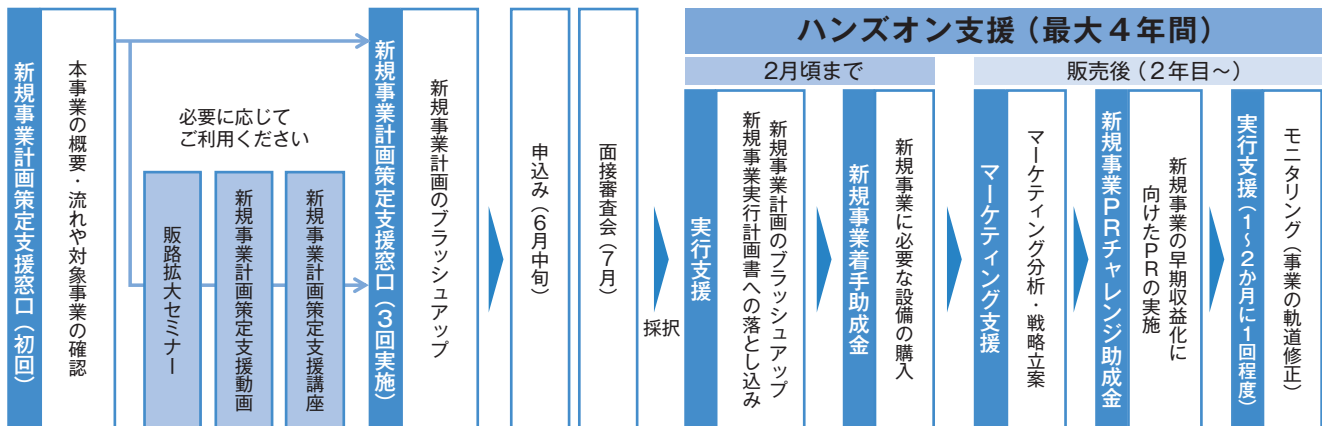 新規事業計画策定支援窓口（初回）
本事業の概要・流れや対象事業の確認
必要に応じて
ご利用ください
販路拡大セミナー
新規事業計画策定支援動画
新規事業計画策定支援講座
新規事業計画策定支援窓口（3回実施）
新規事業計画のブラッシュアップ
申込み（6月中旬）
面接審査会（7月）
採択
ハンズオン支援（最大４年間）
2月頃まで
実行支援
新規事業計画のブラッシュアップ
新規事業実行計画書への落とし込み
新規事業着手助成金
新規事業に必要な設備の購入
販売後（２年目～）
マーケティング支援
マーケティング分析・戦略立案
新規事業PRチャレンジ助成金
新規事業の早期収益化に
向けたPRの実施
実行支援（1～2か月に1回程度）
モニタリング（事業の軌道修正）